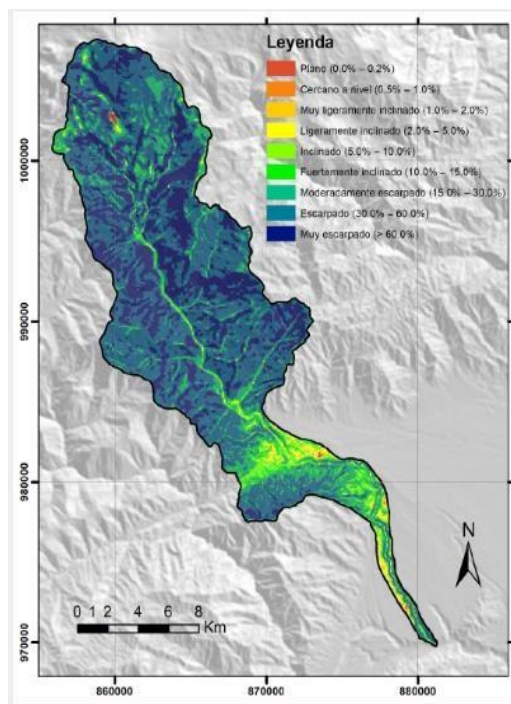 Leyenda
Plano (0.0% – 0.2%)
Cercano a nivel (0.5% – 1.0%)
Muy ligeramente inclinado (1.0% – 2.0%)
Ligeramente inclinado (2.0% – 5.0%)
Inclinado (5.0% – 10.0%)
Fuertemente inclinado (10.0% – 15.0%)
Moderadamente escarpado (15.0% – 30.0%)
Escarpado (30.0% – 60.0%)
Muy escarpado (> 60.0%)
1000000
990000
980000
970000
N
0 1 2 4 6 8
Km
860000 870000 880000